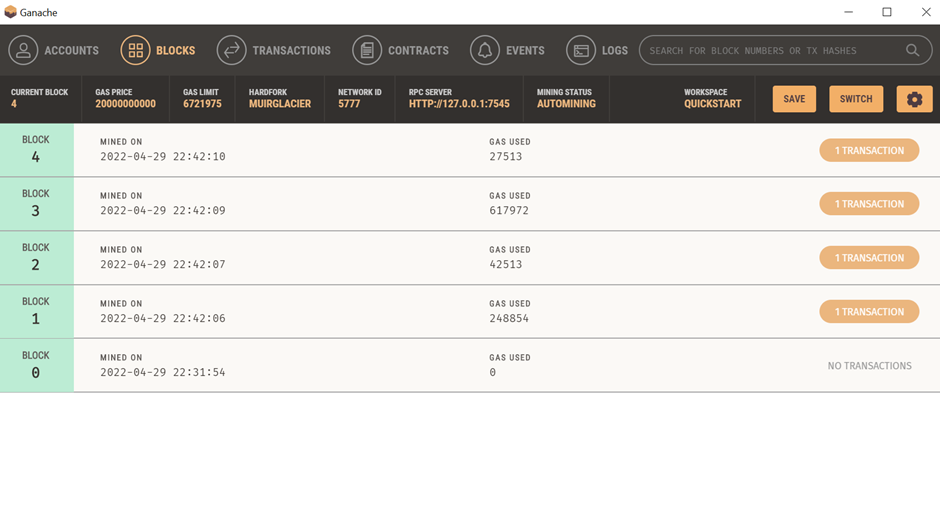 Ganache
ACCOUNTS BLOCKS TRANSACTIONS CONTRACTS EVENTS LOGS SEARCH FOR BLOCK NUMBERS OR TX HASHES
CURRENT BLOCK GAS PRICE GAS LIMIT HARDFORK NETWORK ID RPC SERVER MINING STATUS WORKSPACE
4 20000000000 6721975 MUIRGLACIER 5777 HTTP://127.0.0.1:7545 AUTOMINING QUICKSTART SAVE SWITCH
BLOCK MINED ON GAS USED
4 2022-04-29 22:42:10 27513 1 TRANSACTION
BLOCK MINED ON GAS USED
3 2022-04-29 22:42:09 617972 1 TRANSACTION
BLOCK MINED ON GAS USED
2 2022-04-29 22:42:07 42513 1 TRANSACTION
BLOCK MINED ON GAS USED
1 2022-04-29 22:42:06 248854 1 TRANSACTION
BLOCK MINED ON GAS USED
0 2022-04-29 22:31:54 0 NO TRANSACTIONS